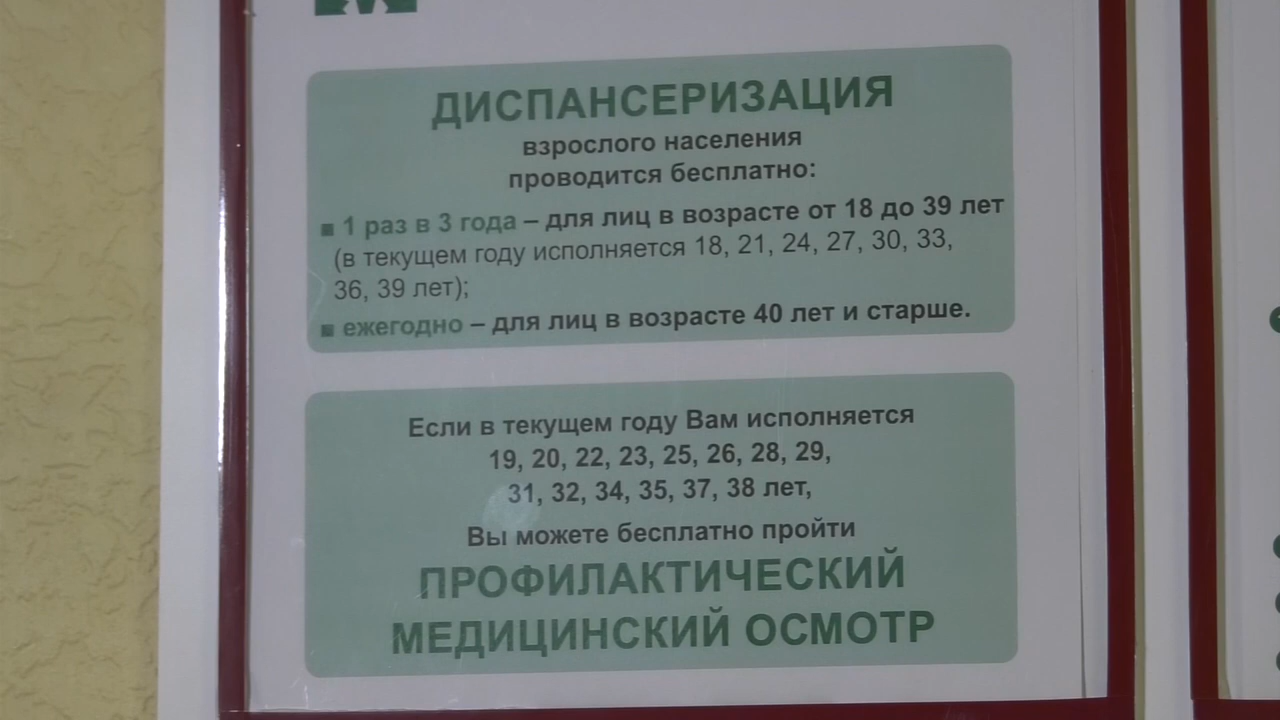 ДИСПАНСЕРИЗАЦИЯ
взрослого населения
проводится бесплатно:
▪ 1 раз в 3 года – для лиц в возрасте от 18 до 39 лет
(в текущем году исполняется 18, 21, 24, 27, 30, 33,
36, 39 лет);
▪ ежегодно – для лиц в возрасте 40 лет и старше.
Если в текущем году Вам исполняется
19, 20, 22, 23, 25, 26, 28, 29,
31, 32, 34, 35, 37, 38 лет,
Вы можете бесплатно пройти
ПРОФИЛАКТИЧЕСКИЙ
МЕДИЦИНСКИЙ ОСМОТР